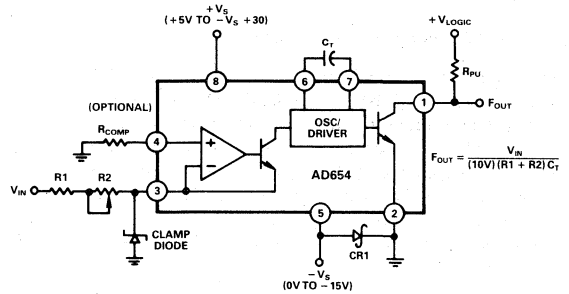 +VS
(+5V TO −VS +30)
+VLOGIC
CT
RPU
8
6
7
1
FOUT
(OPTIONAL)
OSC/
DRIVER
RCOMP
4
+
−
AD654
FOUT = VIN / (10V) (R1 + R2) CT
VIN
R1
R2
3
5
2
CLAMP
DIODE
CR1
−VS
(0V TO −15V)